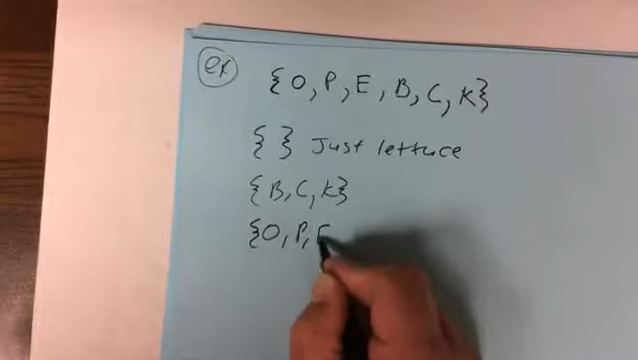 ex {O, P, E, B, C, K}
{ } Just lettuce
{B, C, K}
{O, P, E